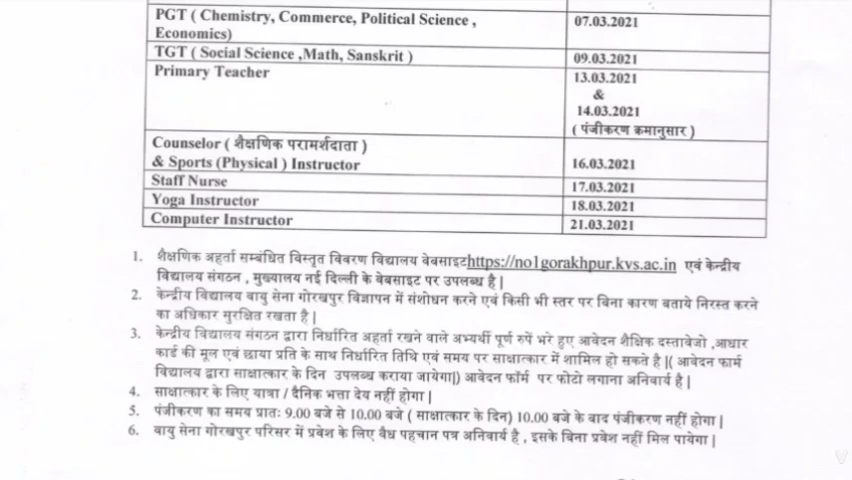 PGT ( Chemistry, Commerce, Political Science ,
Economics)
07.03.2021
TGT ( Social Science ,Math, Sanskrit )
09.03.2021
Primary Teacher
13.03.2021
&
14.03.2021
( पंजीकरण क्रमानुसार )
Counselor ( शैक्षणिक परामर्शदाता )
& Sports (Physical ) Instructor
16.03.2021
Staff Nurse
17.03.2021
Yoga Instructor
18.03.2021
Computer Instructor
21.03.2021
1. शैक्षणिक अहर्ता सम्बंधित विस्तृत विवरण विद्यालय वेबसाइटhttps://no1gorakhpur.kvs.ac.in एवं केन्द्रीय
विद्यालय संगठन , मुख्यालय नई दिल्ली के वेबसाइट पर उपलब्ध है |
2. केन्द्रीय विद्यालय वायु सेना गोरखपुर विज्ञापन में संशोधन करने एवं किसी भी स्तर पर बिना कारण बताये निरस्त करने
का अधिकार सुरक्षित रखता है |
3. केन्द्रीय विद्यालय संगठन द्वारा निर्धारित अहर्ता रखने वाले अभ्यर्थी पूर्ण रुपें भरे हुए आवेदन शैक्षिक दस्तावेजो ,आधार
कार्ड की मूल एवं छाया प्रति के साथ निर्धारित तिथि एवं समय पर साक्षात्कार में शामिल हो सकते है |( आवेदन फार्म
विद्यालय द्वारा साक्षात्कार के दिन उपलब्ध कराया जायेगा|) आवेदन फॉर्म पर फोटो लगाना अनिवार्य है |
4. साक्षात्कार के लिए यात्रा / दैनिक भत्ता देय नहीं होगा |
5. पंजीकरण का समय प्रातः 9.00 बजे से 10.00 बजे ( साक्षात्कार के दिन) 10.00 बजे के बाद पंजीकरण नहीं होगा |
6. वायु सेना गोरखपुर परिसर में प्रवेश के लिए वैध पहचान पत्र अनिवार्य है , इसके बिना प्रवेश नहीं मिल पायेगा |